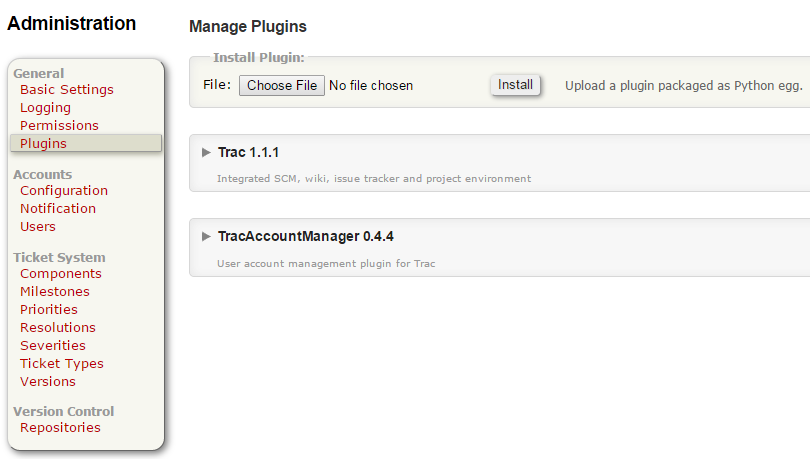 Administration
General
Basic Settings
Logging
Permissions
Plugins
Accounts
Configuration
Notification
Users
Ticket System
Components
Milestones
Priorities
Resolutions
Severities
Ticket Types
Versions
Version Control
Repositories
Manage Plugins
Install Plugin:
File: Choose File No file chosen Install Upload a plugin packaged as Python egg.
Trac 1.1.1
Integrated SCM, wiki, issue tracker and project environment
TracAccountManager 0.4.4
User account management plugin for Trac